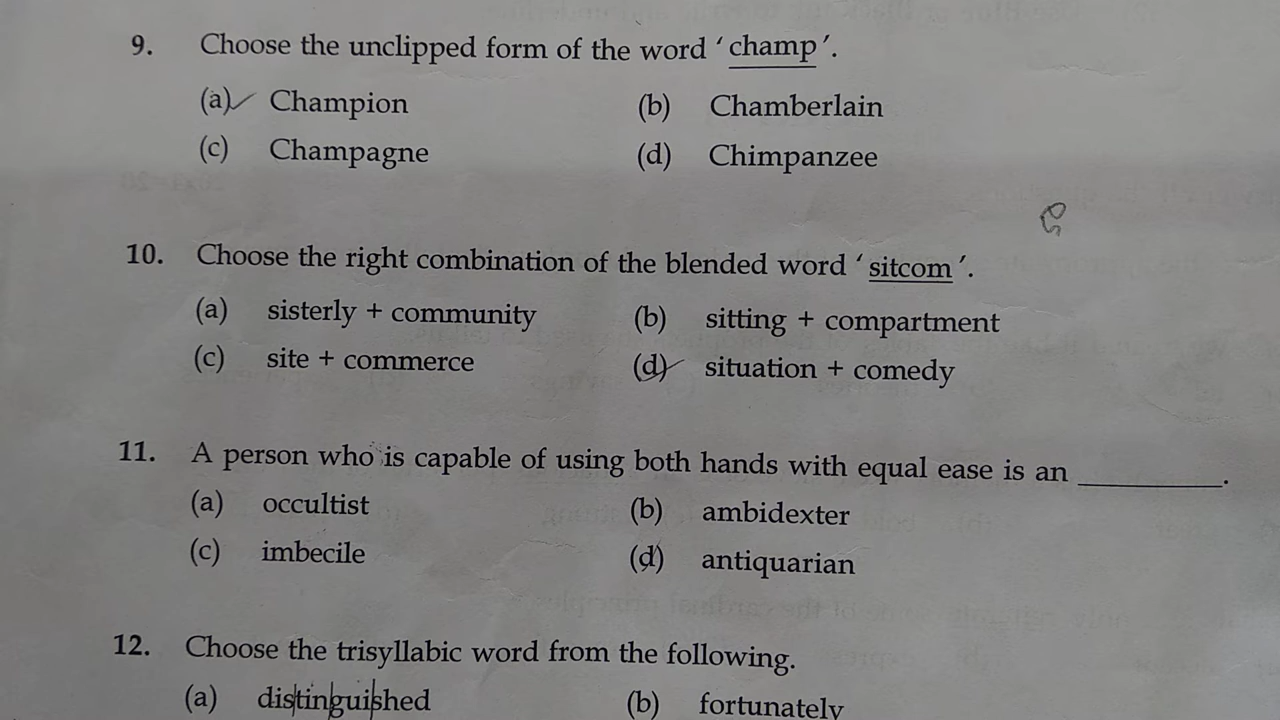 9. Choose the unclipped form of the word ‘champ’.
(a) Champion (b) Chamberlain
(c) Champagne (d) Chimpanzee
10. Choose the right combination of the blended word ‘sitcom’.
(a) sisterly + community (b) sitting + compartment
(c) site + commerce (d) situation + comedy
11. A person who is capable of using both hands with equal ease is an __________.
(a) occultist (b) ambidexter
(c) imbecile (d) antiquarian
12. Choose the trisyllabic word from the following.
(a) distinguished (b) fortunately